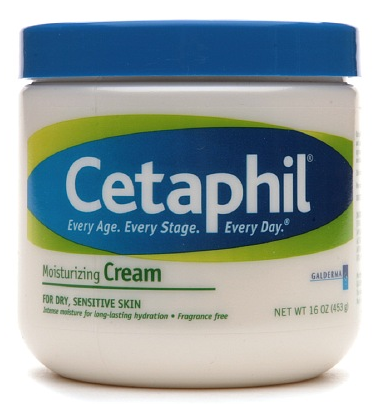 Cetaphil®
Every Age. Every Stage. Every Day.®
Moisturizing Cream
GALDERMA
FOR DRY, SENSITIVE SKIN
Intense moisture for long-lasting hydration • Fragrance free
NET WT 16 OZ (453 g)